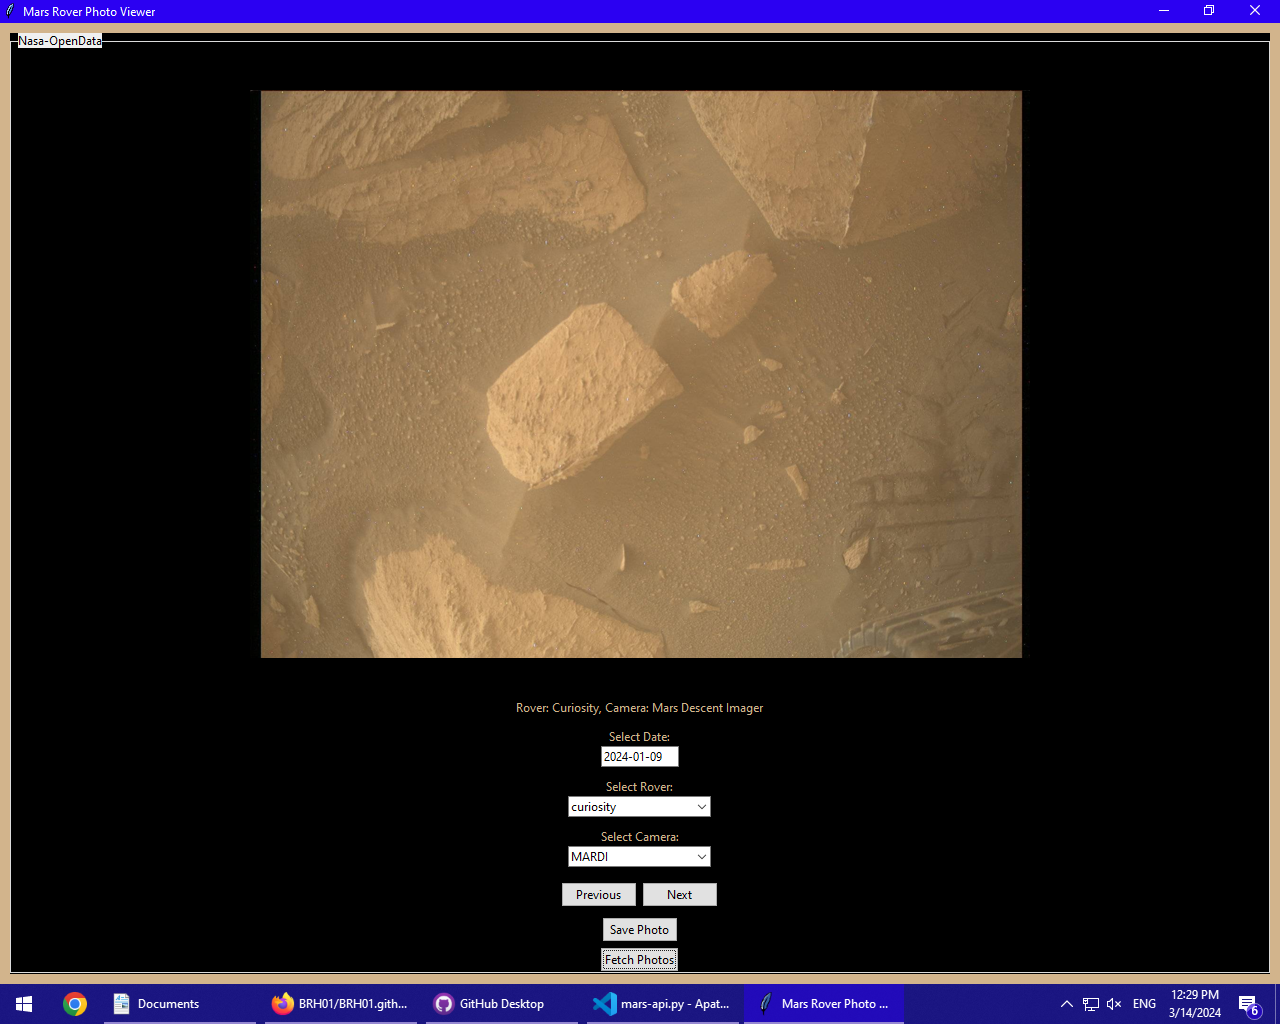 Mars Rover Photo Viewer
Nasa-OpenData
Rover: Curiosity, Camera: Mars Descent Imager
Select Date:
2024-01-09
Select Rover:
curiosity
Select Camera:
MARDI
Previous Next
Save Photo
Fetch Photos
Documents BRH01/BRH01.gith... GitHub Desktop mars-api.py - Apat... Mars Rover Photo ... ENG 12:29 PM 6
3/14/2024